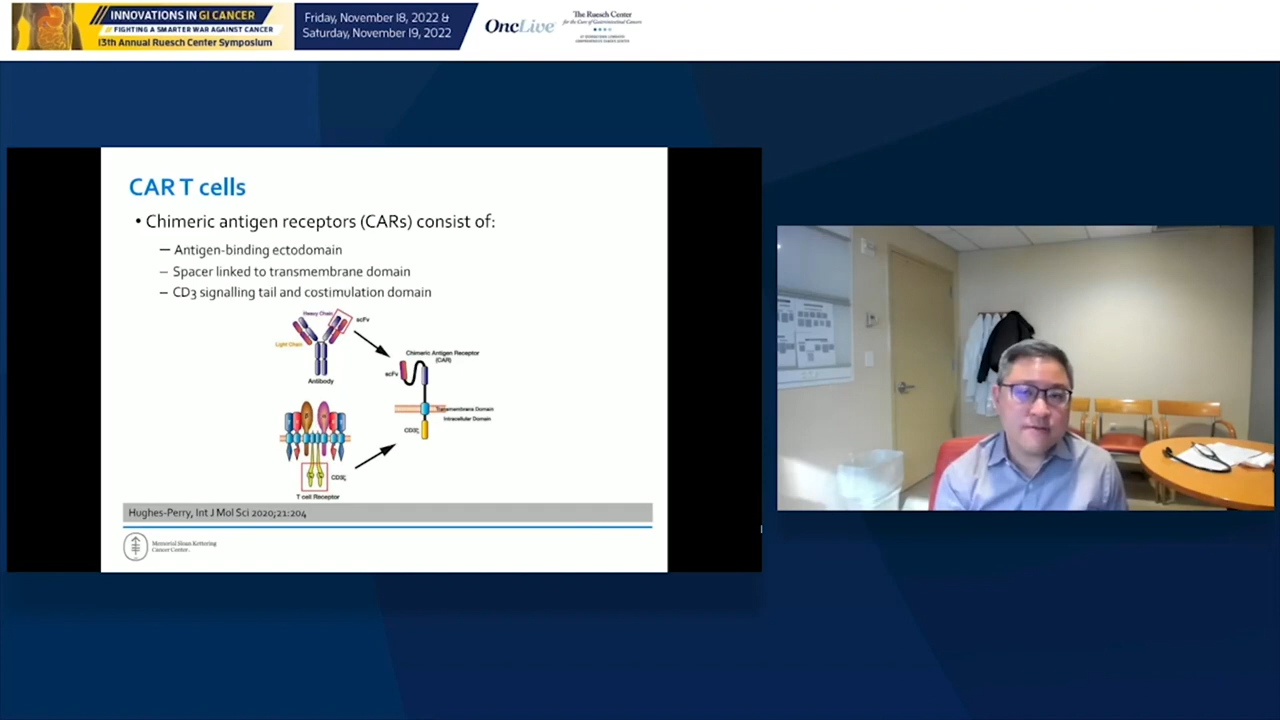 INNOVATIONS IN GI CANCER
FIGHTING A SMARTER WAR AGAINST CANCER
13th Annual Ruesch Center Symposium
Friday, November 18, 2022 &
Saturday, November 19, 2022
OncLive
The Ruesch Center
for the Cure of Gastrointestinal Cancers
CAR T cells
• Chimeric antigen receptors (CARs) consist of:
– Antigen-binding ectodomain
– Spacer linked to transmembrane domain
– CD3 signalling tail and costimulation domain
Heavy Chain
scFv
Light Chain
Antibody
Chimeric Antigen Receptor
(CAR)
scFv
Transmembrane Domain
Intracellular Domain
CD3ζ
CD3ζ
T cell Receptor
Hughes-Perry, Int J Mol Sci 2020;21:204
Memorial Sloan Kettering
Cancer Center